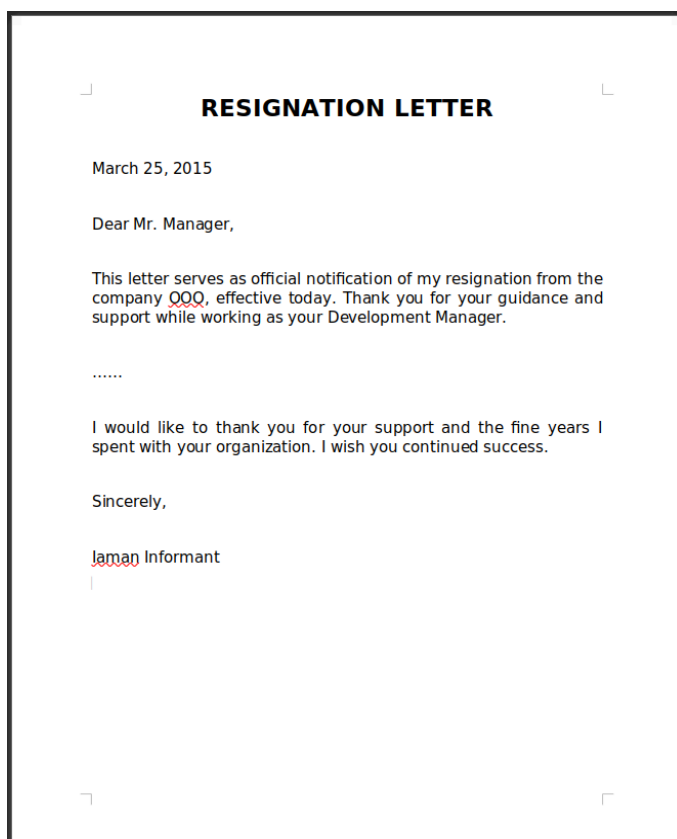 RESIGNATION LETTER
March 25, 2015
Dear Mr. Manager,
This letter serves as official notification of my resignation from the
company OOO, effective today. Thank you for your guidance and
support while working as your Development Manager.
......
I would like to thank you for your support and the fine years I
spent with your organization. I wish you continued success.
Sincerely,
Iaman Informant